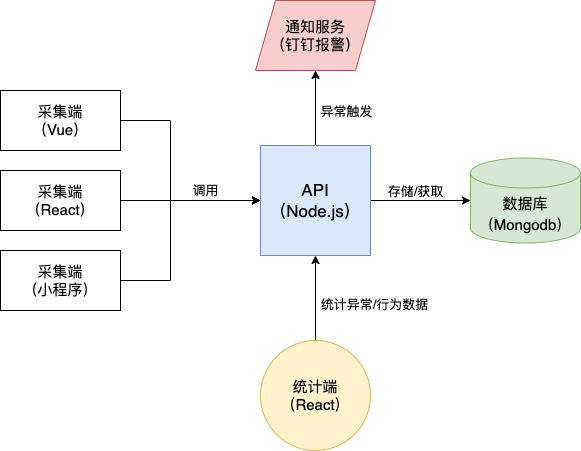 通知服务
（钉钉报警）
异常触发
采集端
（Vue）
采集端
（React）
采集端
（小程序）
调用
API
（Node.js）
存储/获取
数据库
（Mongodb）
统计异常/行为数据
统计端
（React）